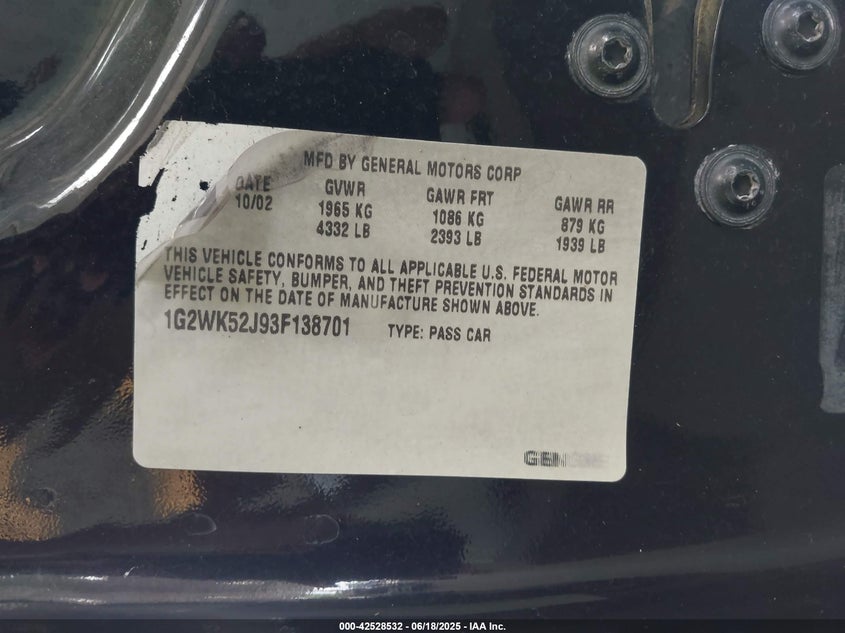 MFD BY GENERAL MOTORS CORP
DATE GVWR GAWR FRT GAWR RR
10/02 1965 KG 1086 KG 879 KG
4332 LB 2393 LB 1939 LB
THIS VEHICLE CONFORMS TO ALL APPLICABLE U.S. FEDERAL MOTOR
VEHICLE SAFETY, BUMPER, AND THEFT PREVENTION STANDARDS IN
EFFECT ON THE DATE OF MANUFACTURE SHOWN ABOVE.
1G2WK52J93F138701 TYPE: PASS CAR
000-42528532 - 06/18/2025 - IAA Inc.